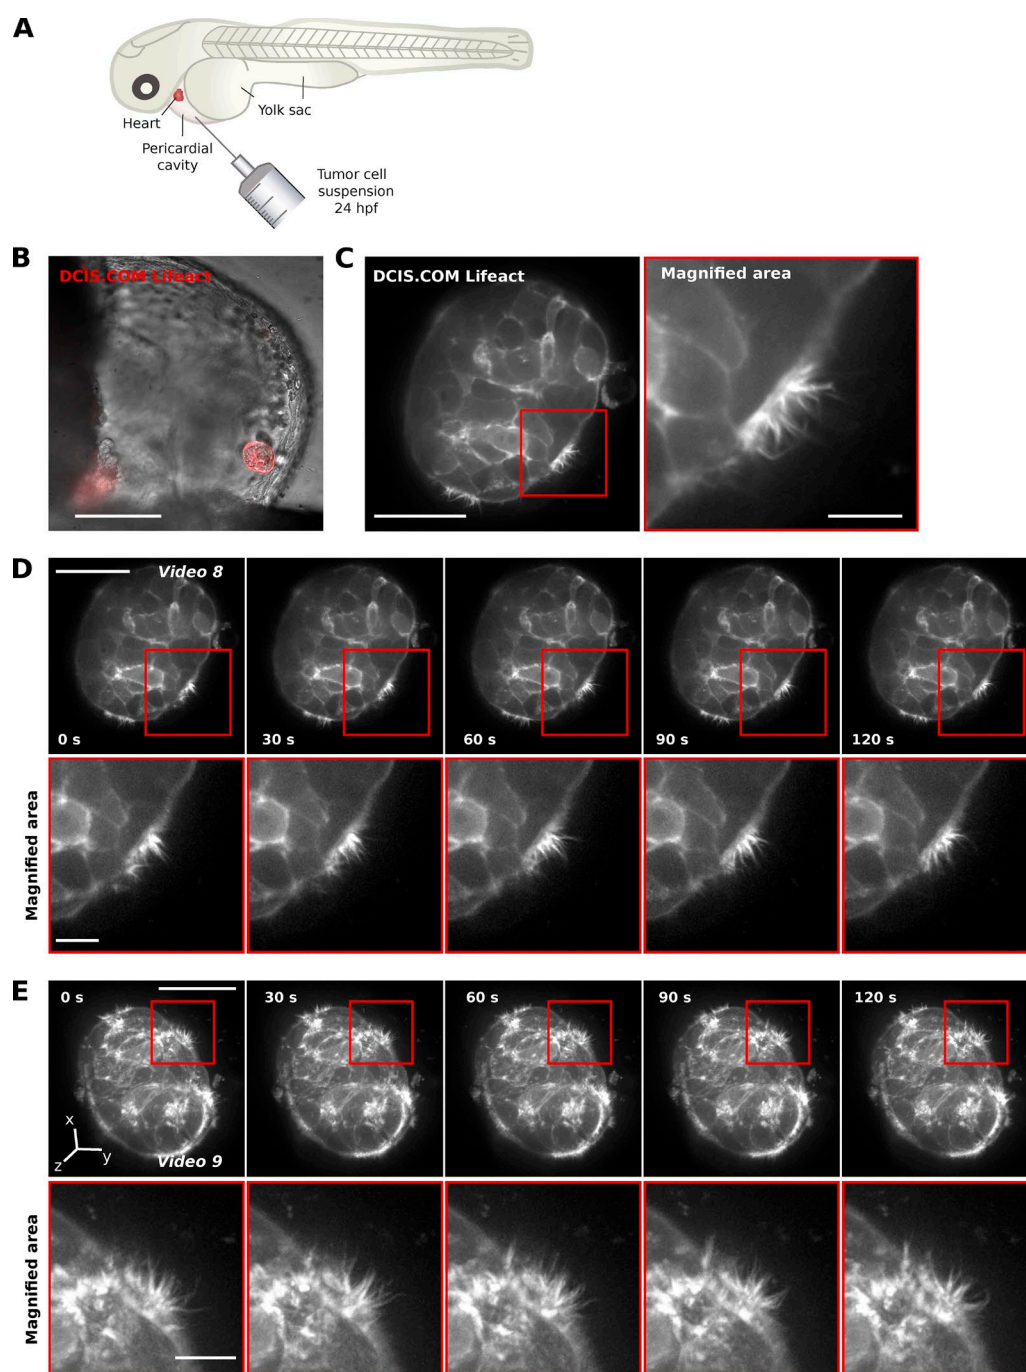 A
Heart
Yolk sac
Pericardial
cavity
Tumor cell
suspension
24 hpf
B
DCIS.COM Lifeact
C
DCIS.COM Lifeact
Magnified area
D
Video 8
0 s
30 s
60 s
90 s
120 s
Magnified area
E
0 s
30 s
60 s
90 s
120 s
x
y
z
Video 9
Magnified area